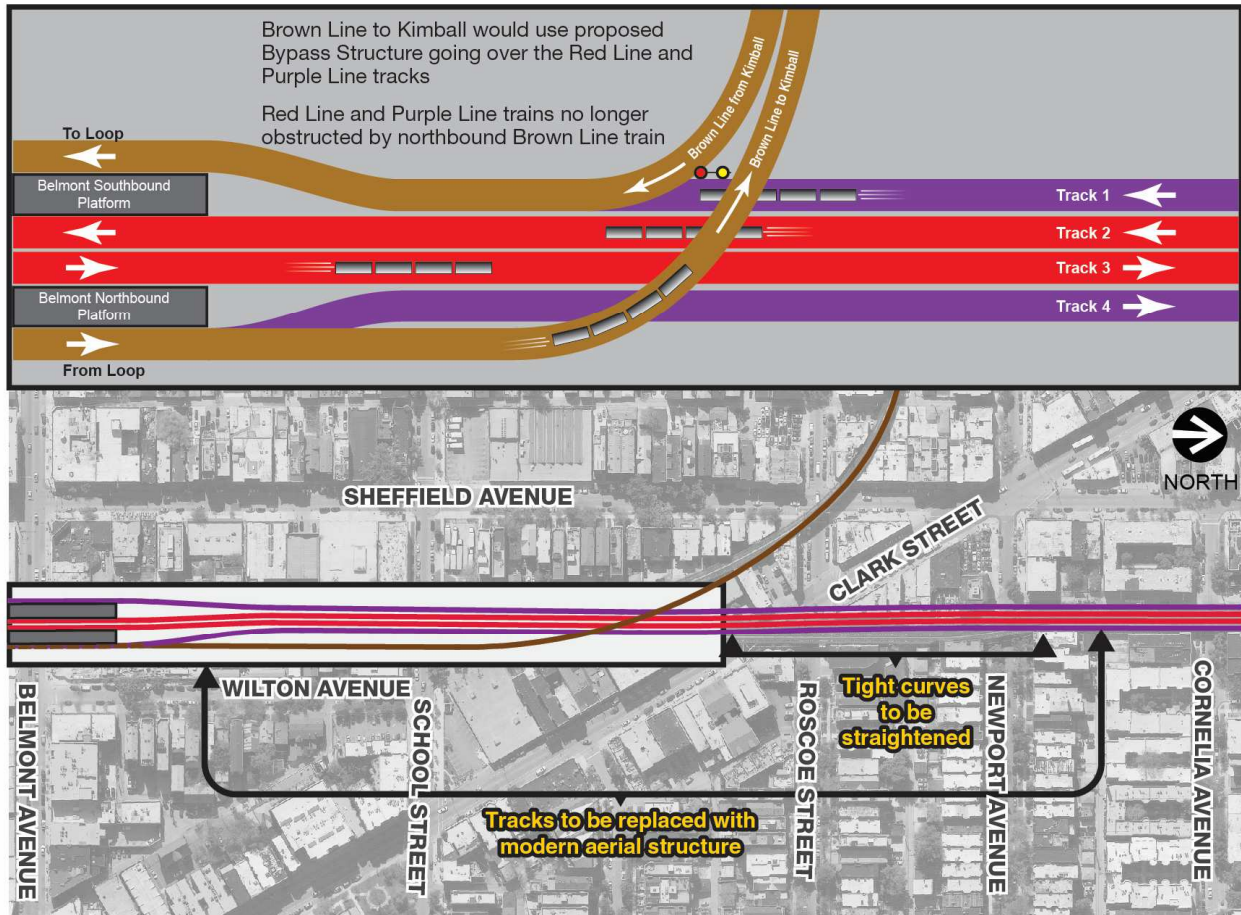 Brown Line to Kimball would use proposed
Bypass Structure going over the Red Line and
Purple Line tracks
Red Line and Purple Line trains no longer
obstructed by northbound Brown Line train
Brown Line from Kimball
Brown Line to Kimball
To Loop
Belmont Southbound
Platform
Track 1
Track 2
Track 3
Belmont Northbound
Platform
Track 4
From Loop
NORTH
SHEFFIELD AVENUE
CLARK STREET
WILTON AVENUE
BELMONT AVENUE
SCHOOL STREET
ROSCOE STREET
NEWPORT AVENUE
CORNELIA AVENUE
Tight curves
to be
straightened
Tracks to be replaced with
modern aerial structure